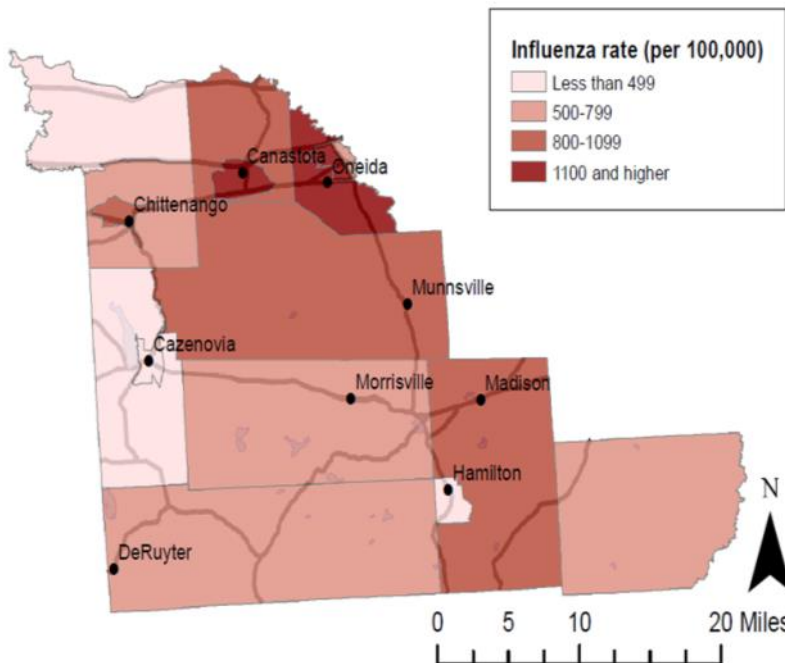 Influenza rate (per 100,000)
Less than 499
500-799
800-1099
1100 and higher
Canastota
Oneida
Chittenango
Munnsville
Cazenovia
Morrisville
Madison
Hamilton
DeRuyter
N
0 5 10 20 Miles